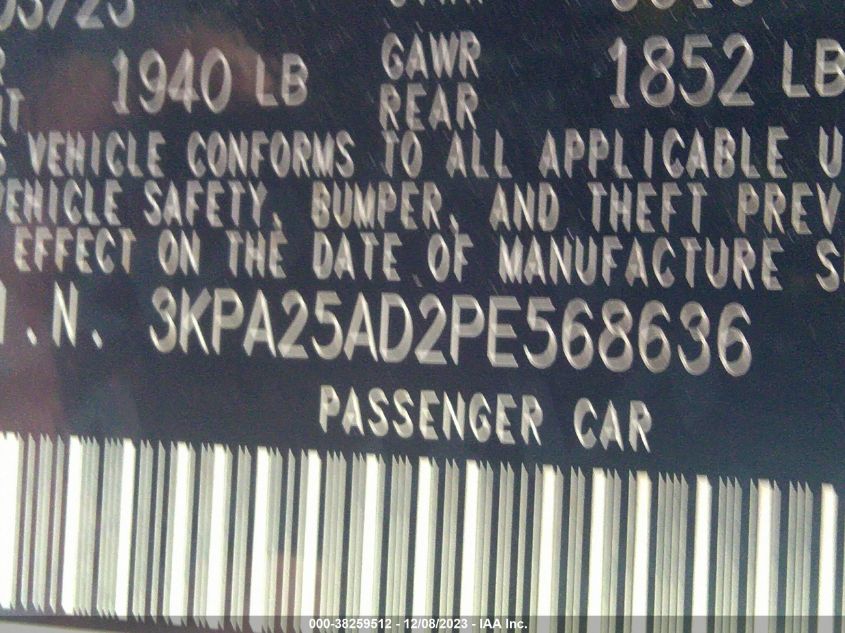 1940 LB GAWR 1852 LB
REAR
VEHICLE CONFORMS TO ALL APPLICABLE
VEHICLE SAFETY, BUMPER, AND THEFT PREV
EFFECT ON THE DATE OF MANUFACTURE
.N. 3KPA25AD2PE568636
PASSENGER CAR
000-38259512 - 12/08/2023 - IAA Inc.